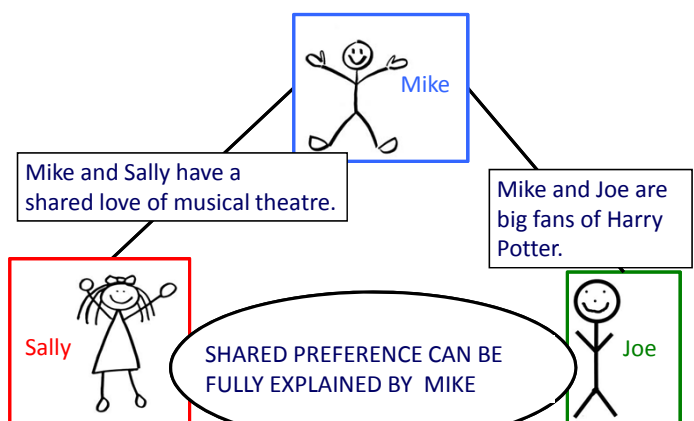 Mike
Mike and Sally have a
shared love of musical theatre.
Mike and Joe are
big fans of Harry
Potter.
Sally
SHARED PREFERENCE CAN BE
FULLY EXPLAINED BY MIKE
Joe